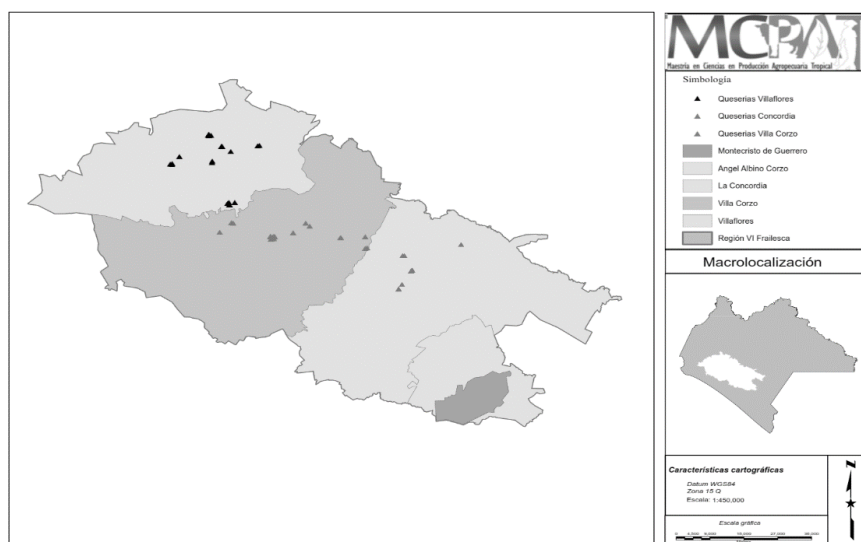 MCPAT
Maestría en Ciencias en Producción Agropecuaria Tropical
Simbología
Queserias Villaflores
Queserias Concordia
Queserias Villa Corzo
Montecristo de Guerrero
Angel Albino Corzo
La Concordia
Villa Corzo
Villaflores
Región VI Frailesca
Macrolocalización
Características cartográficas
Datum WGS84
Zona 15 Q
Escala: 1:450,000
N
Escala gráfica